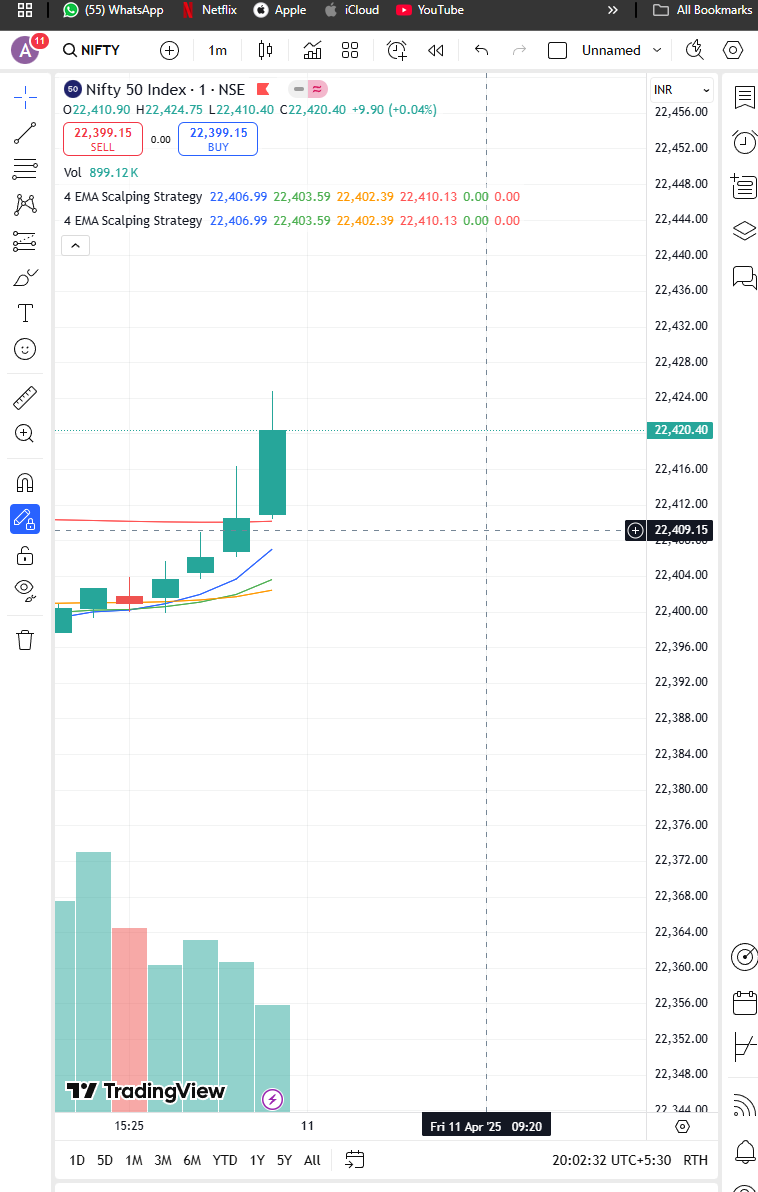 (55) WhatsApp Netflix Apple iCloud YouTube » All Bookmarks
A 11 NIFTY 1m Unnamed
50 Nifty 50 Index · 1 · NSE INR
O22,410.90 H22,424.75 L22,410.40 C22,420.40 +9.90 (+0.04%)
22,399.15 SELL 0.00 22,399.15 BUY
Vol 899.12 K
4 EMA Scalping Strategy 22,406.99 22,403.59 22,402.39 22,410.13 0.00 0.00
4 EMA Scalping Strategy 22,406.99 22,403.59 22,402.39 22,410.13 0.00 0.00
22,456.00
22,452.00
22,448.00
22,444.00
22,440.00
22,436.00
22,432.00
22,428.00
22,424.00
22,420.40
22,416.00
22,412.00
22,409.15
22,408.00
22,404.00
22,400.00
22,396.00
22,392.00
22,388.00
22,384.00
22,380.00
22,376.00
22,372.00
22,368.00
22,364.00
22,360.00
22,356.00
22,352.00
22,348.00
22,344.00
TradingView
15:25 11 Fri 11 Apr '25 09:20
1D 5D 1M 3M 6M YTD 1Y 5Y All 20:02:32 UTC+5:30 RTH